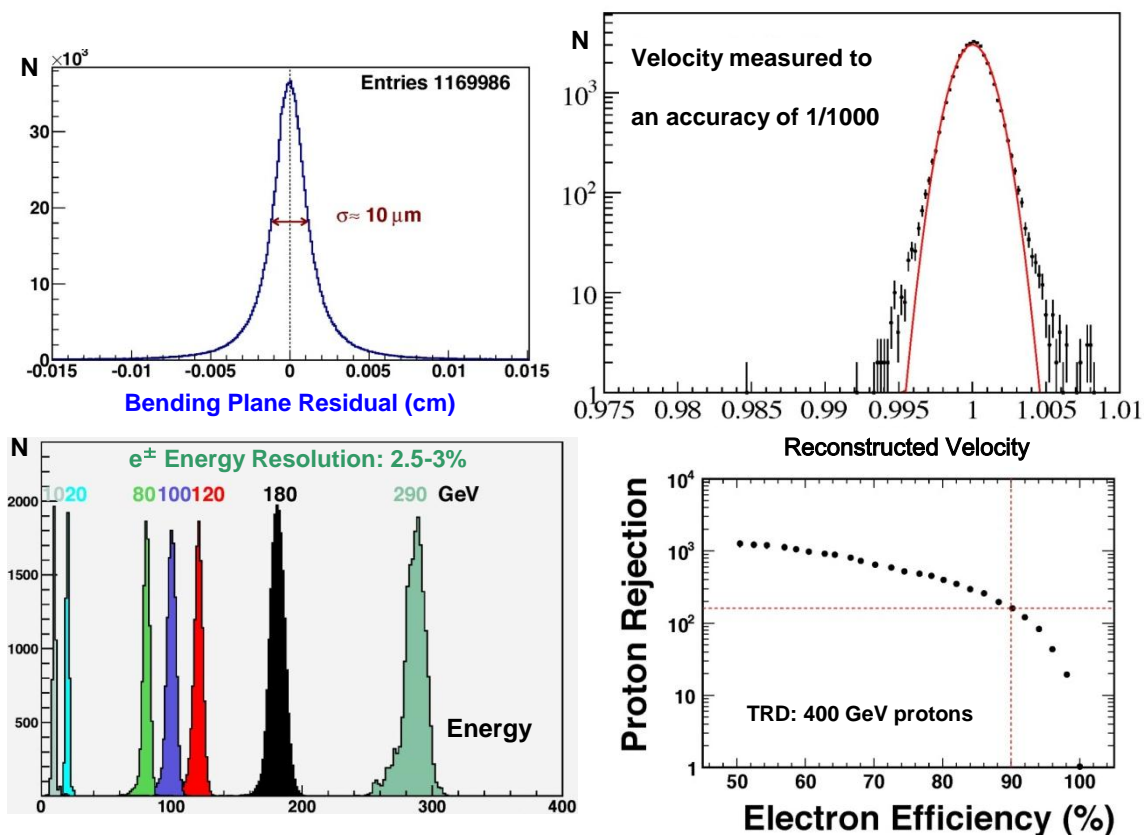 ×10³
N
Entries 1169986
30
20
σ≈ 10 μm
10
0
-0.015 -0.01 -0.005 0 0.005 0.01 0.015
Bending Plane Residual (cm)
N
Velocity measured to
an accuracy of 1/1000
10³
10²
10
1
0.975 0.98 0.985 0.99 0.995 1 1.005 1.01
Reconstructed Velocity
N
e± Energy Resolution: 2.5-3%
10 20 80 100 120 180 290 GeV
2000
1500
1000
500
Energy
0
0 100 200 300 400
Proton Rejection
10⁴
10³
10²
10
1
TRD: 400 GeV protons
50 60 70 80 90 100
Electron Efficiency (%)